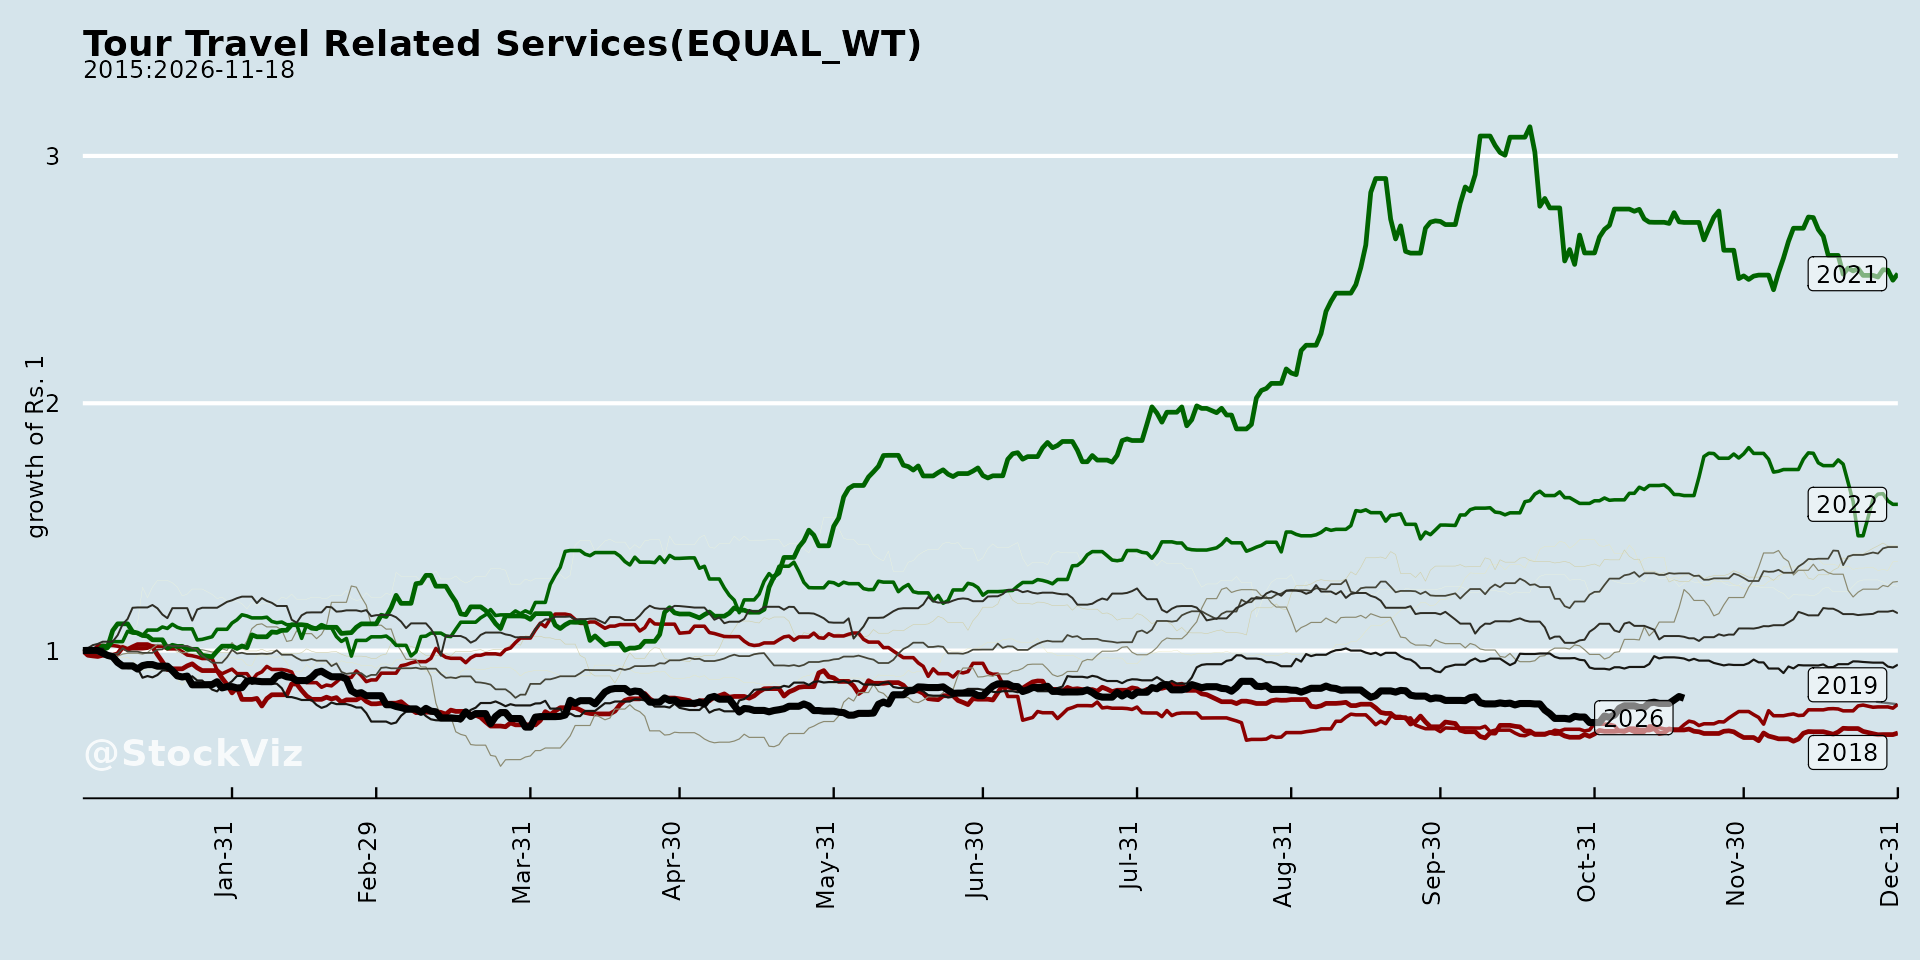 Tour Travel Related Services(EQUAL_WT)
2015:2026-11-18
growth of Rs. 1
3
2
1
2021
2022
2019
2026
2018
@StockViz
Jan-31
Feb-29
Mar-31
Apr-30
May-31
Jun-30
Jul-31
Aug-31
Sep-30
Oct-31
Nov-30
Dec-31